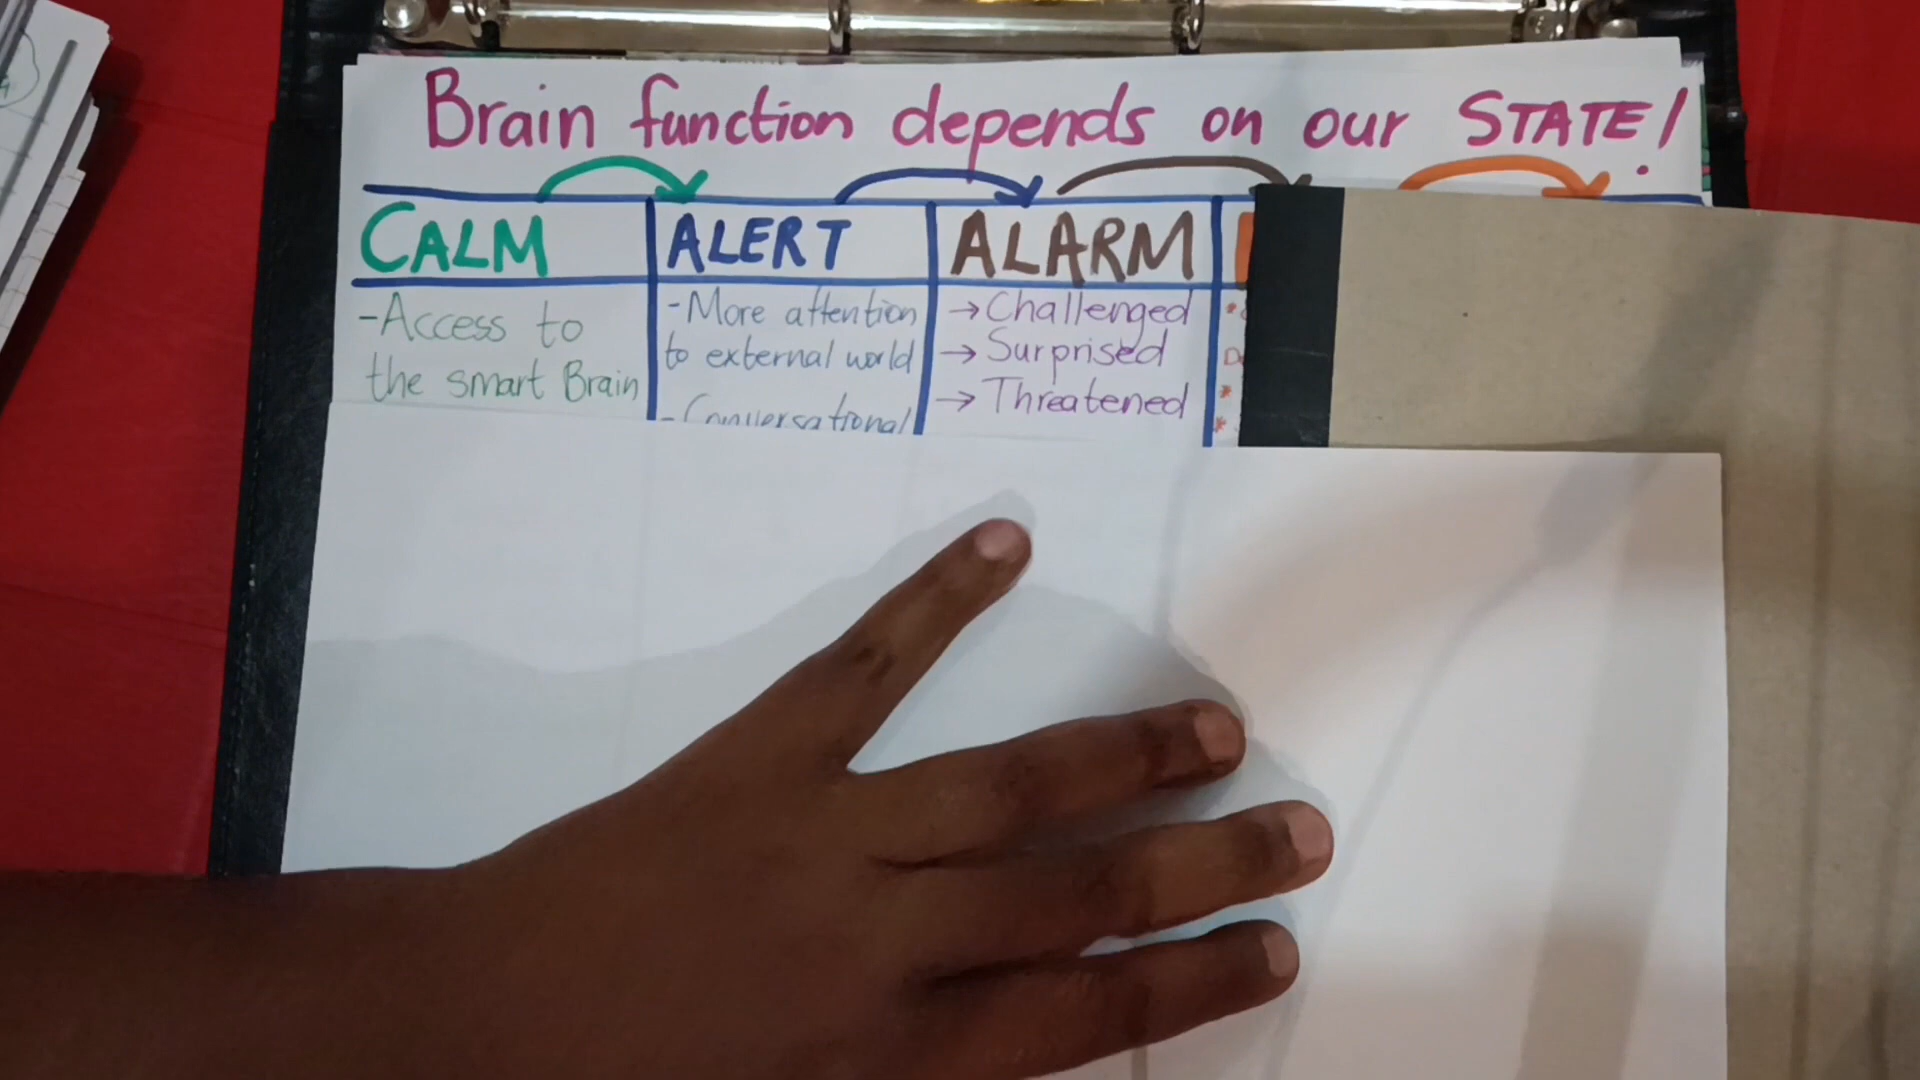 Brain function depends on our STATE!
CALM
- Access to
the smart Brain
ALERT
- More attention
to external world
- Conversational
ALARM
→ Challenged
→ Surprised
→ Threatened